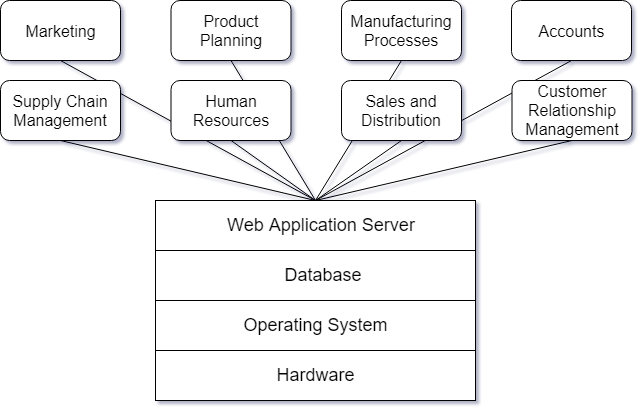 Marketing
Product
Planning
Manufacturing
Processes
Accounts
Supply Chain
Management
Human
Resources
Sales and
Distribution
Customer
Relationship
Management
Web Application Server
Database
Operating System
Hardware